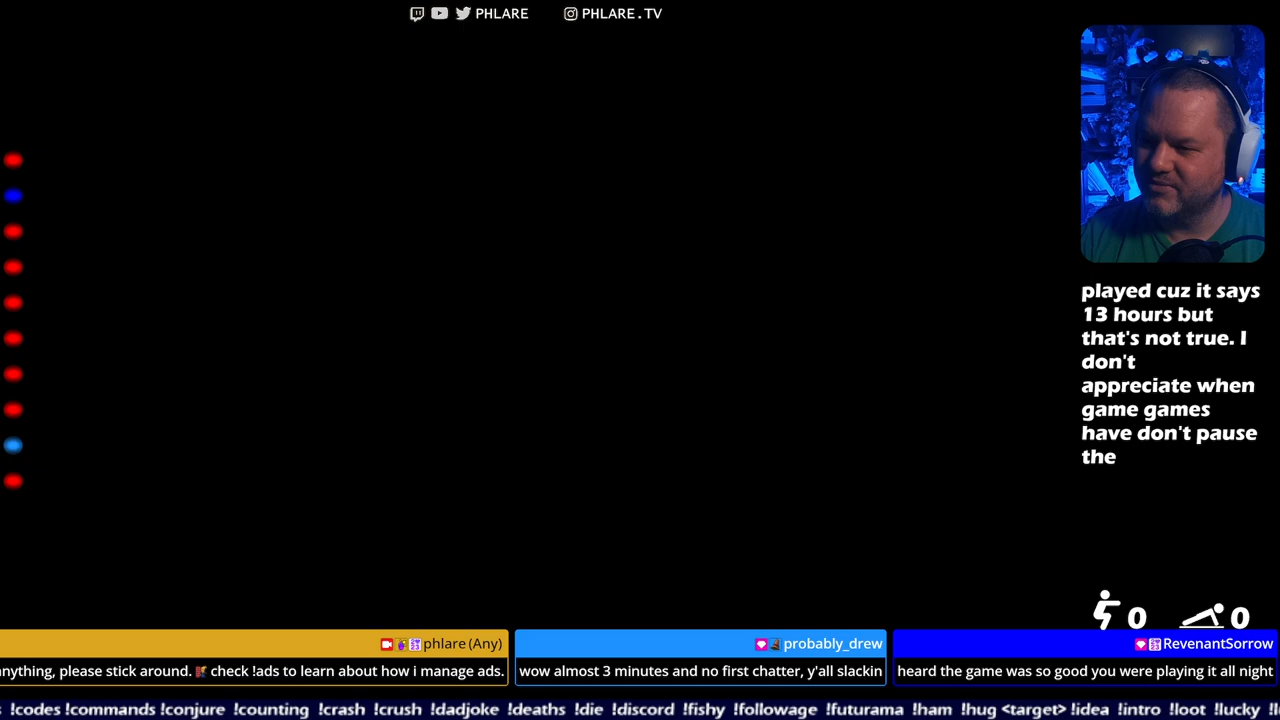 PHLARE PHLARE.TV
played cuz it says
13 hours but
that's not true. I
don't
appreciate when
game games
have don't pause
the
0 0
phlare (Any)
anything, please stick around. check !ads to learn about how i manage ads.
probably_drew
wow almost 3 minutes and no first chatter, y'all slackin
RevenantSorrow
heard the game was so good you were playing it all night
!codes !commands !conjure !counting !crash !crush !dadjoke !deaths !die !discord !fishy !followage !futurama !ham !hug <target> !idea !intro !loot !lucky